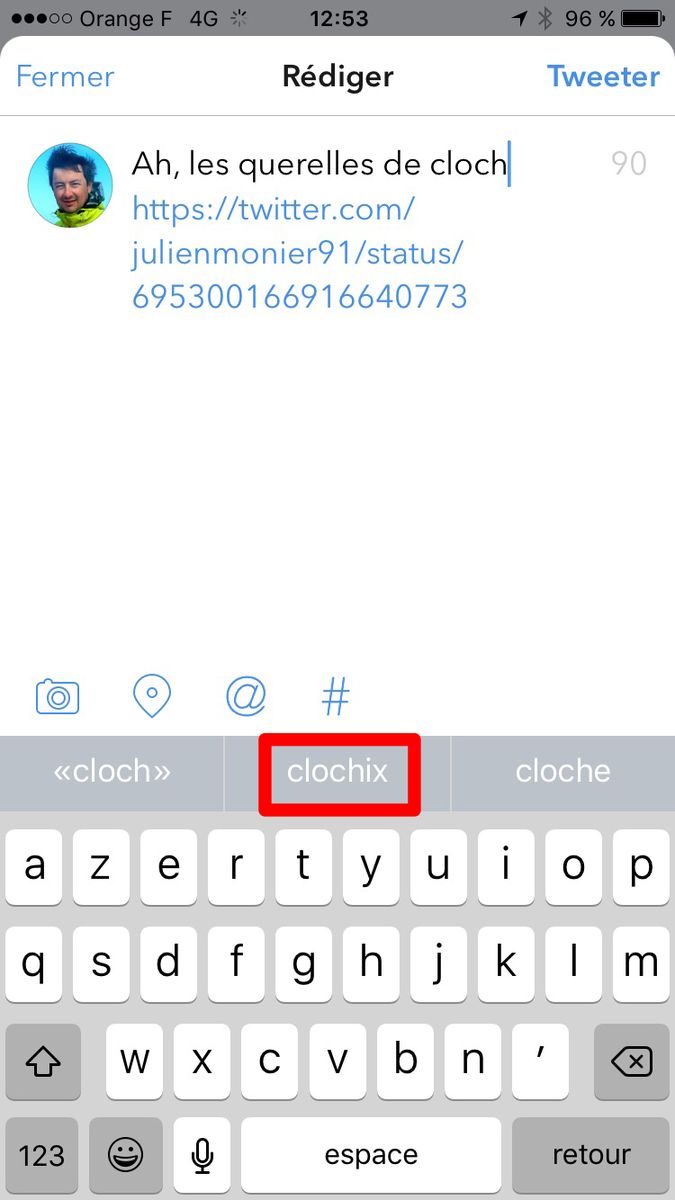 Orange F 4G 12:53 96 %
Fermer Rédiger Tweeter
Ah, les querelles de cloch 90
https://twitter.com/
julienmonier91/status/
695300166916640773
@ #
«cloch» clochix cloche
a z e r t y u i o p
q s d f g h j k l m
w x c v b n ′
123 espace retour